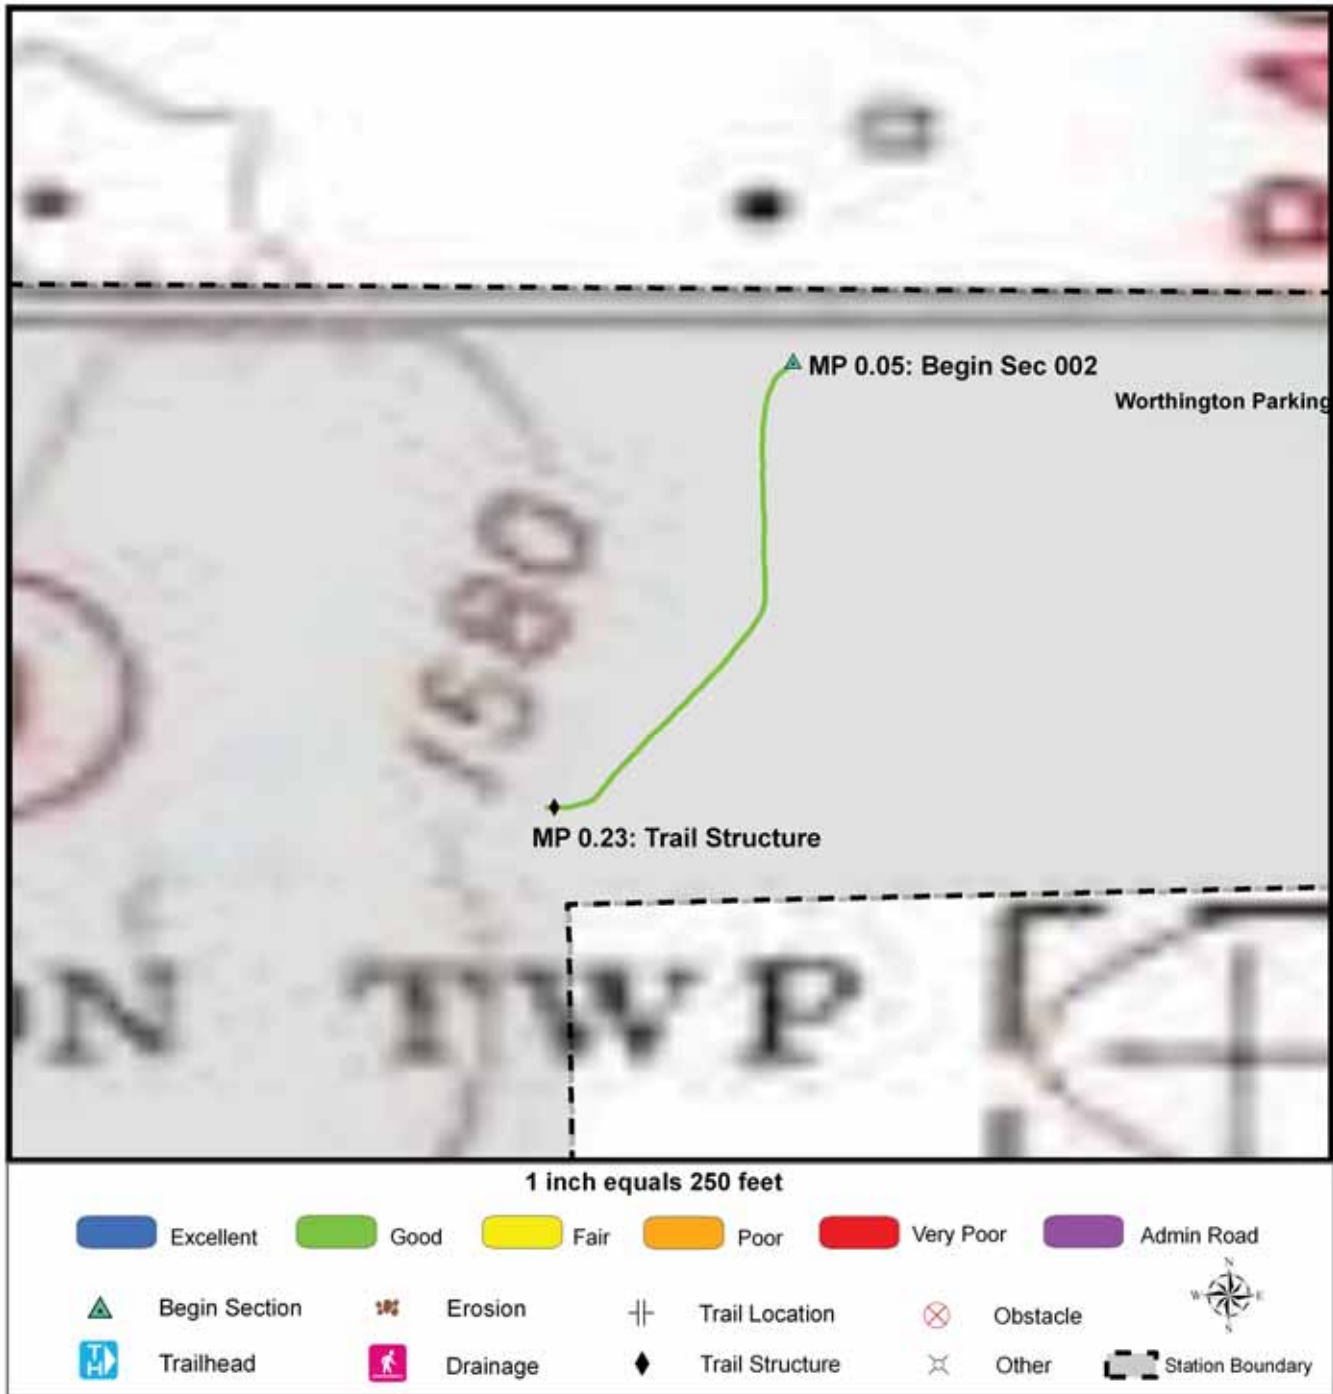 MP 0.05: Begin Sec 002
Worthington Parking
1580
MP 0.23: Trail Structure
N TWP
1 inch equals 250 feet
Excellent Good Fair Poor Very Poor Admin Road
Begin Section Erosion Trail Location Obstacle
N
W E
TH Trailhead Drainage Trail Structure Other Station Boundary